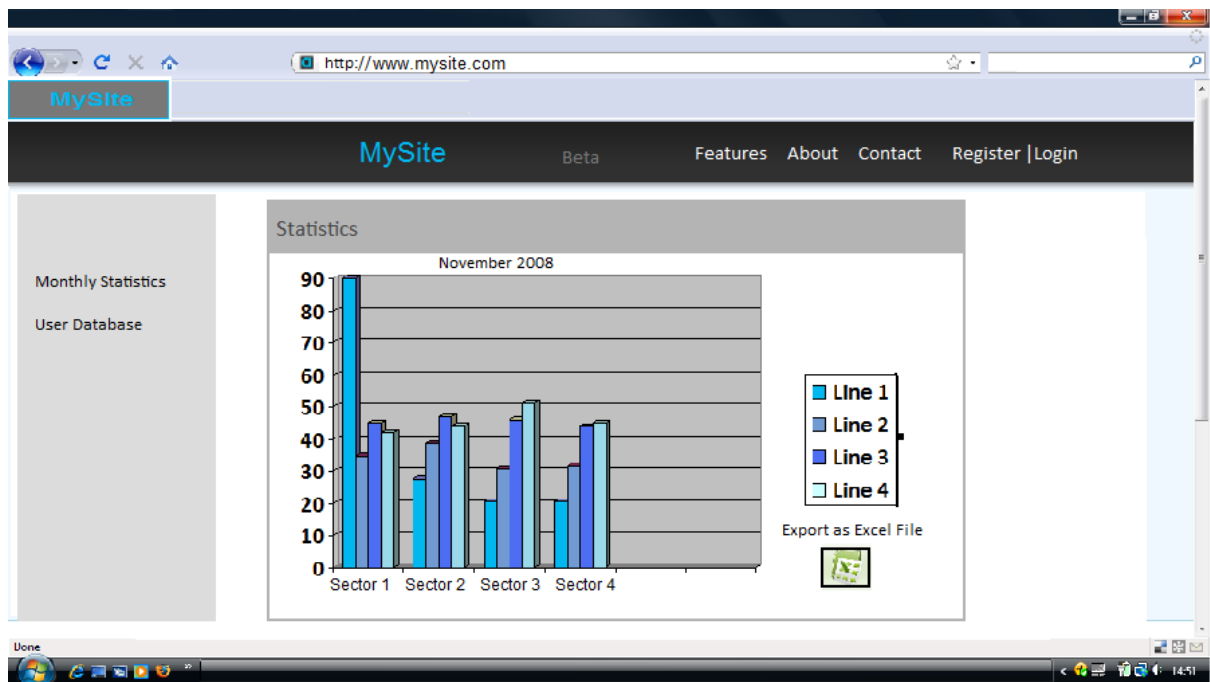 http://www.mysite.com
MySite
MySite Beta Features About Contact Register |Login
Statistics
Monthly Statistics
User Database
November 2008
90
80
70
60
50
40
30
20
10
0
Sector 1 Sector 2 Sector 3 Sector 4
Line 1
Line 2
Line 3
Line 4
Export as Excel File
Done
14:51